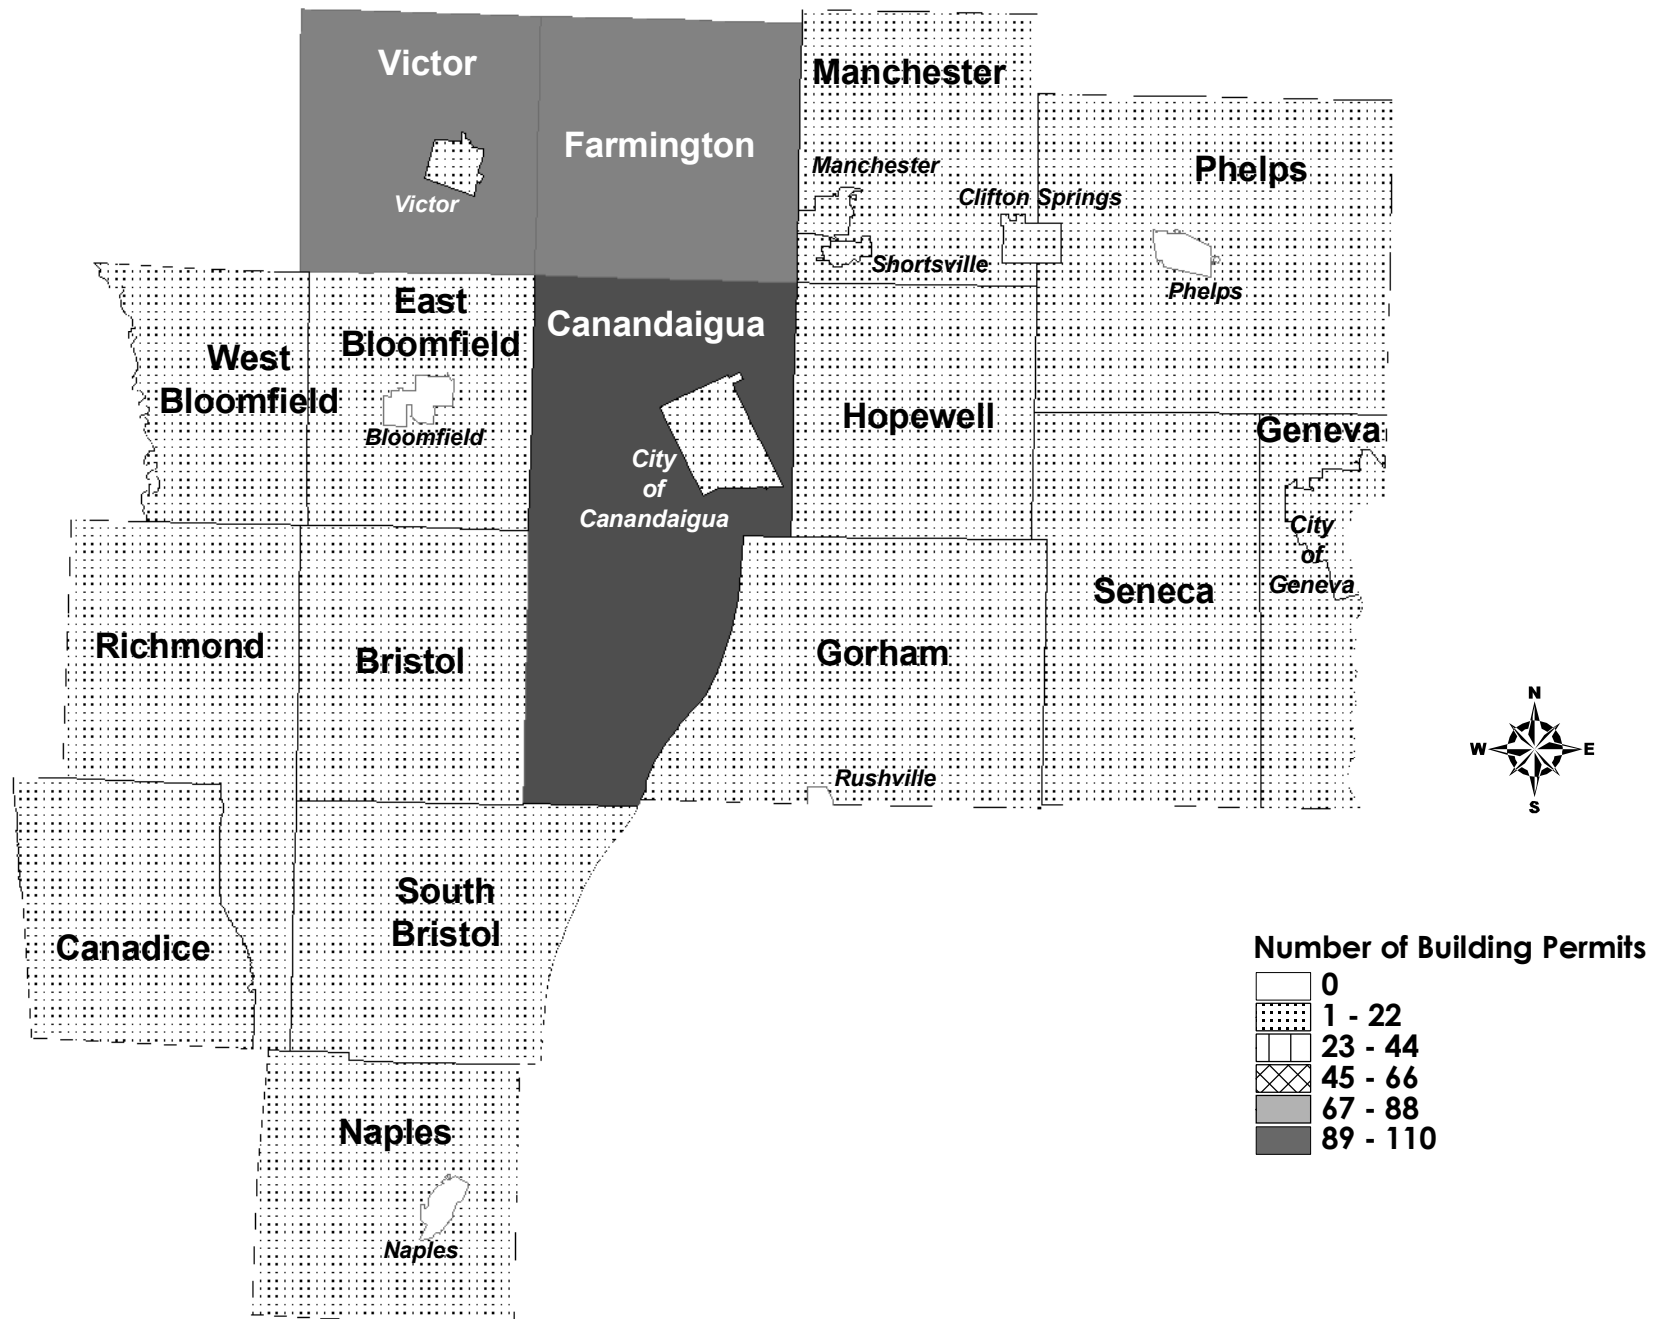 Victor
Manchester
Farmington
Phelps
Manchester
Clifton Springs
Victor
Shortsville
Phelps
East
Bloomfield
Canandaigua
West
Bloomfield
Hopewell
Geneva
Bloomfield
City
of
Canandaigua
City
of
Geneva
Seneca
Richmond
Bristol
Gorham
Rushville
N
W
E
S
South
Bristol
Canadice
Naples
Naples
Number of Building Permits
0
1 - 22
23 - 44
45 - 66
67 - 88
89 - 110